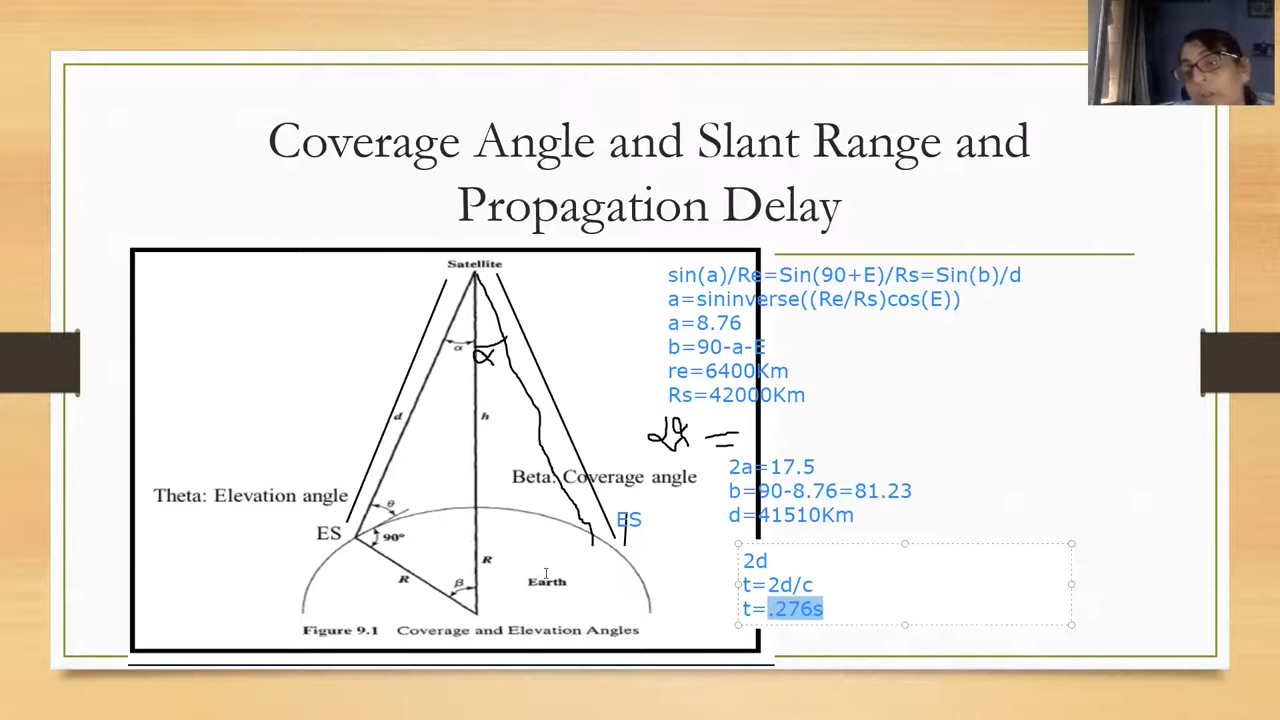 Coverage Angle and Slant Range and
Propagation Delay
Satellite
α
α
d
h
Theta: Elevation angle
Beta: Coverage angle
θ
ES
90°
ES
R
R
β
Earth
Figure 9.1 Coverage and Elevation Angles
sin(a)/Re=Sin(90+E)/Rs=Sin(b)/d
a=sininverse((Re/Rs)cos(E))
a=8.76
b=90-a-E
re=6400Km
Rs=42000Km
2α =
2a=17.5
b=90-8.76=81.23
d=41510Km
2d
t=2d/c
t=.276s